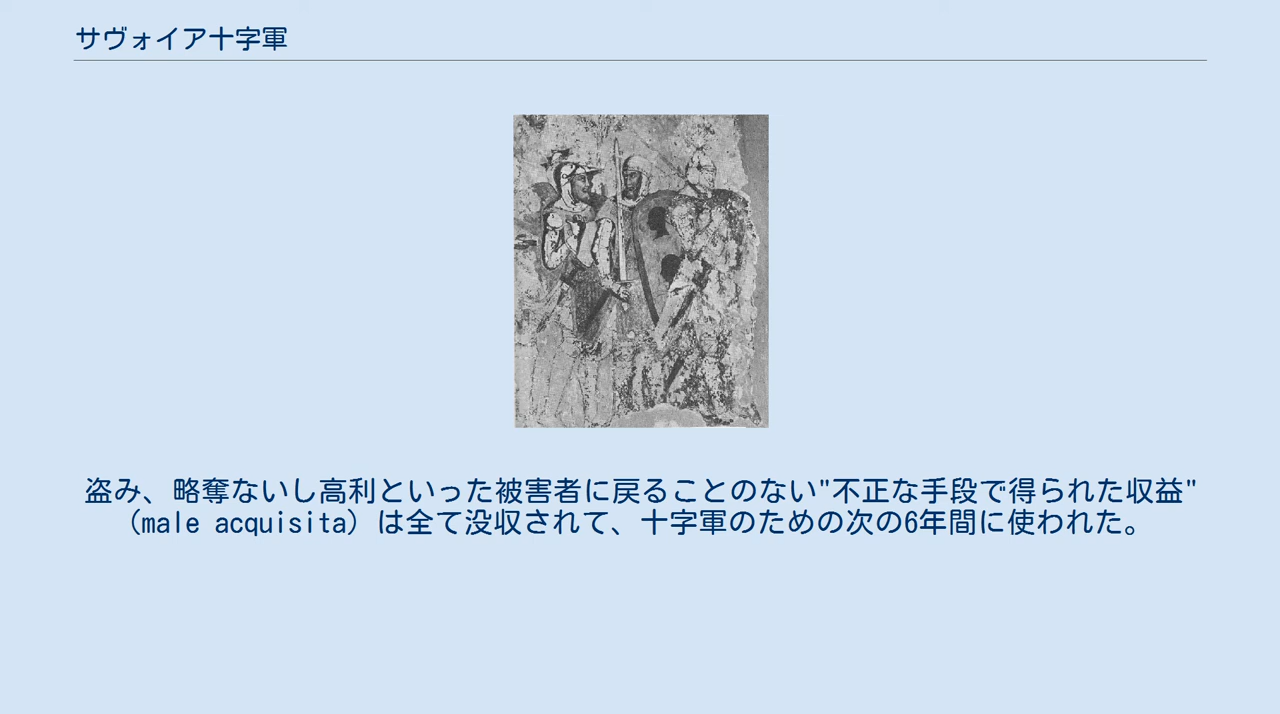 サヴォイア十字軍
盗み、略奪ないし高利といった被害者に戻ることのない"不正な手段で得られた収益"
（male acquisita）は全て没収されて、十字軍のための次の6年間に使われた。